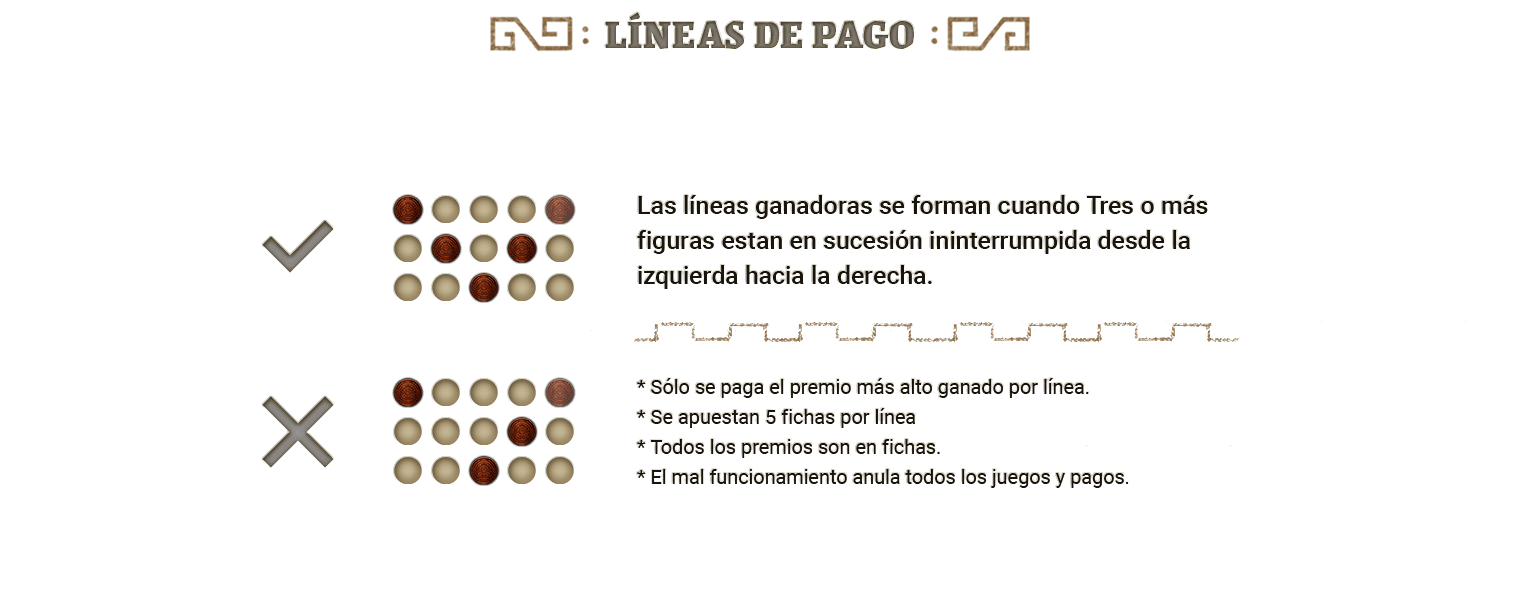 LÍNEAS DE PAGO
Las líneas ganadoras se forman cuando Tres o más
figuras estan en sucesión ininterrumpida desde la
izquierda hacia la derecha.
* Sólo se paga el premio más alto ganado por línea.
* Se apuestan 5 fichas por línea
* Todos los premios son en fichas.
* El mal funcionamiento anula todos los juegos y pagos.